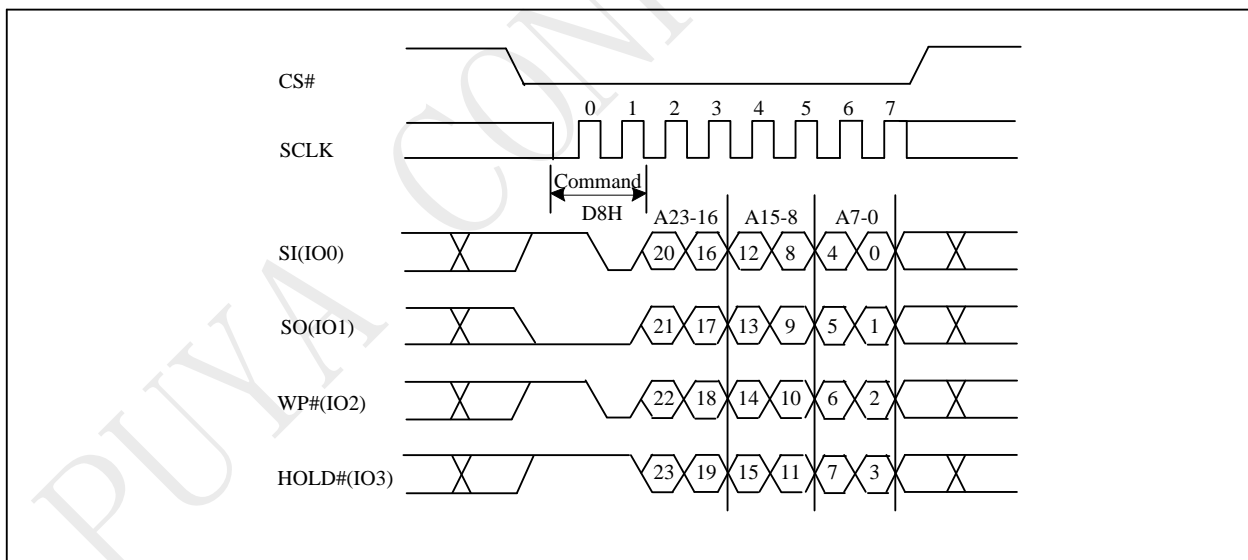 CS#
0 1 2 3 4 5 6 7
SCLK
Command
D8H
A23-16 A15-8 A7-0
SI(IO0) 20 16 12 8 4 0
SO(IO1) 21 17 13 9 5 1
WP#(IO2) 22 18 14 10 6 2
HOLD#(IO3) 23 19 15 11 7 3
PUYA CON